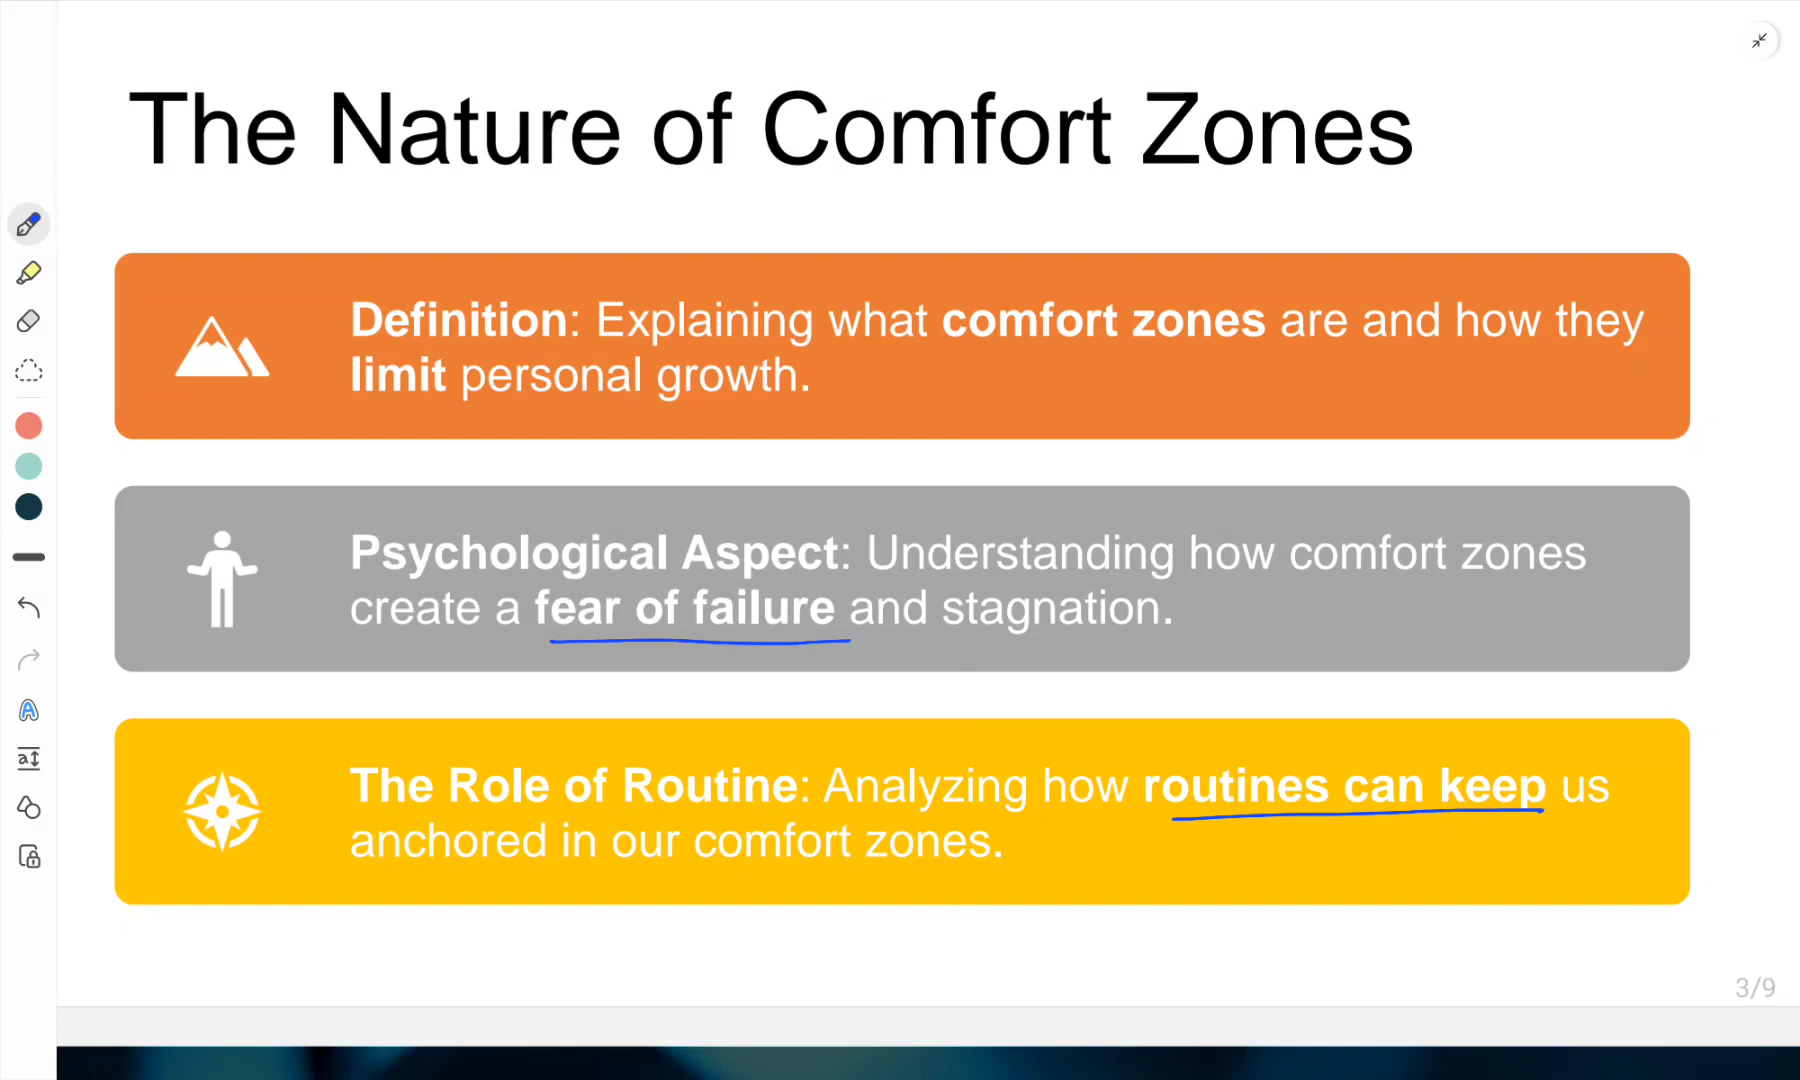 The Nature of Comfort Zones
Definition: Explaining what comfort zones are and how they
limit personal growth.
Psychological Aspect: Understanding how comfort zones
create a fear of failure and stagnation.
The Role of Routine: Analyzing how routines can keep us
anchored in our comfort zones.
3/9